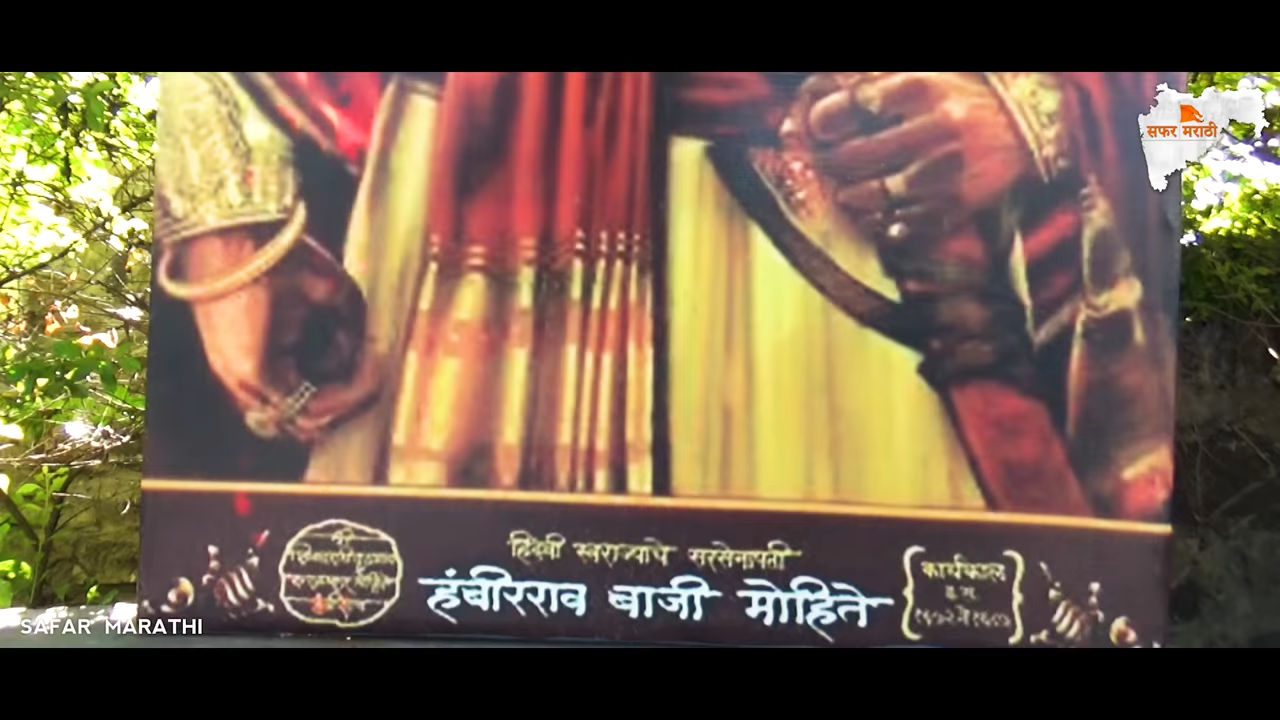 सफर मराठी
हिंदवी स्वराज्याचे सरसेनापती
हंबीरराव बाजी मोहिते
कार्यकाल
इ.स.
SAFAR MARATHI